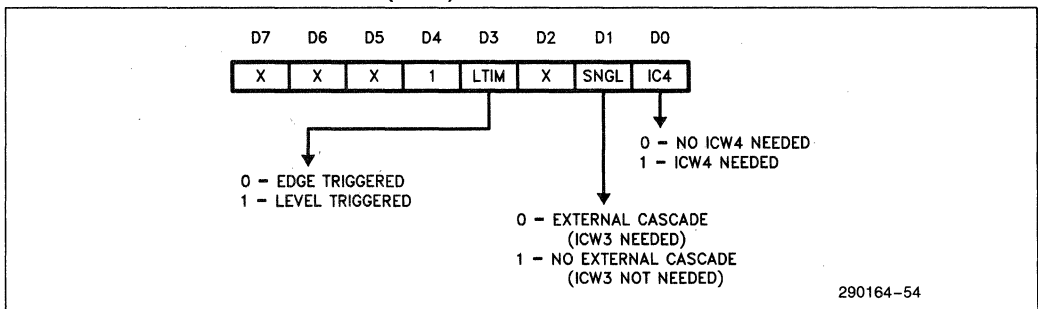 D7 D6 D5 D4 D3 D2 D1 D0
X X X 1 LTIM X SNGL IC4
0 – NO ICW4 NEEDED
1 – ICW4 NEEDED
0 – EDGE TRIGGERED
1 – LEVEL TRIGGERED
0 – EXTERNAL CASCADE
(ICW3 NEEDED)
1 – NO EXTERNAL CASCADE
(ICW3 NOT NEEDED)
290164–54